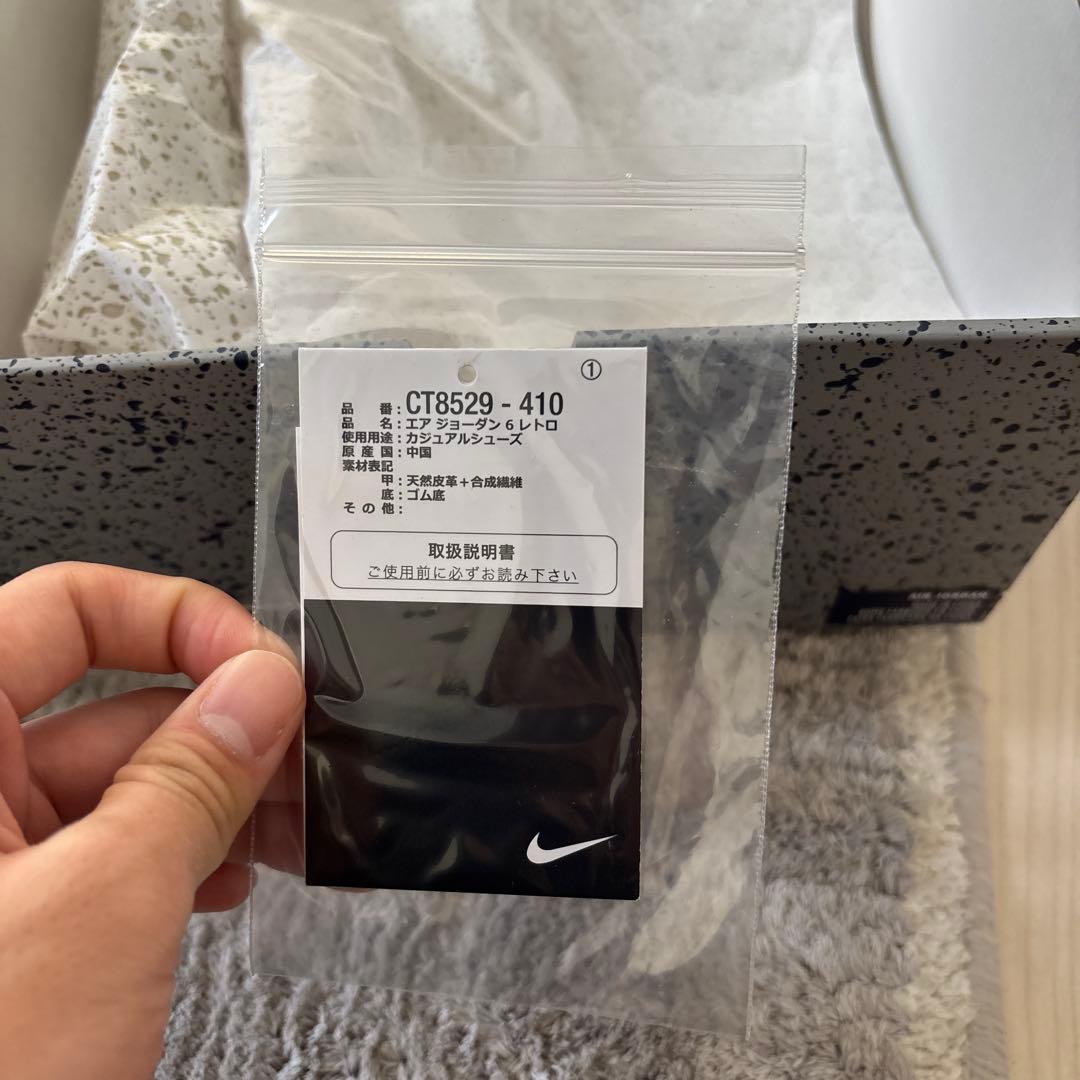 ①
品 番 : CT8529 - 410
品 名 : エア ジョーダン 6 レトロ
使用用途 : カジュアルシューズ
原 産 国 : 中国
素材表記
甲 : 天然皮革+合成繊維
底 : ゴム底
そ の 他 :
取扱説明書
ご使用前に必ずお読み下さい
AIR JORDAN